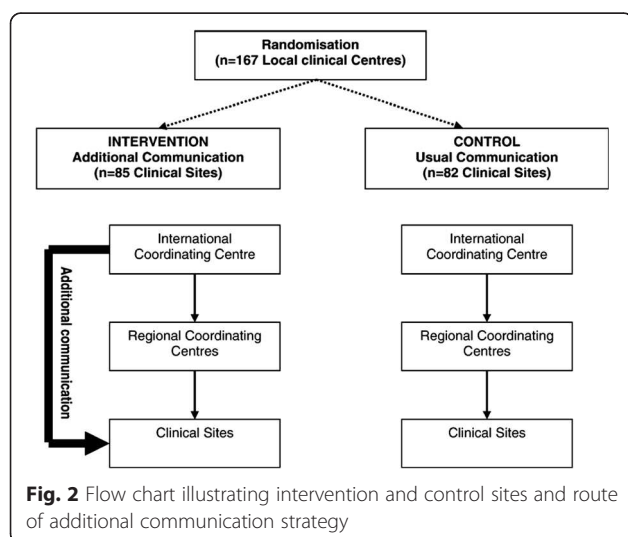 Randomisation
(n=167 Local clinical Centres)
INTERVENTION
Additional Communication
(n=85 Clinical Sites)
CONTROL
Usual Communication
(n=82 Clinical Sites)
International
Coordinating Centre
Regional Coordinating
Centres
Clinical Sites
Additional communication
International
Coordinating Centre
Regional Coordinating
Centres
Clinical Sites
Fig. 2 Flow chart illustrating intervention and control sites and route
of additional communication strategy